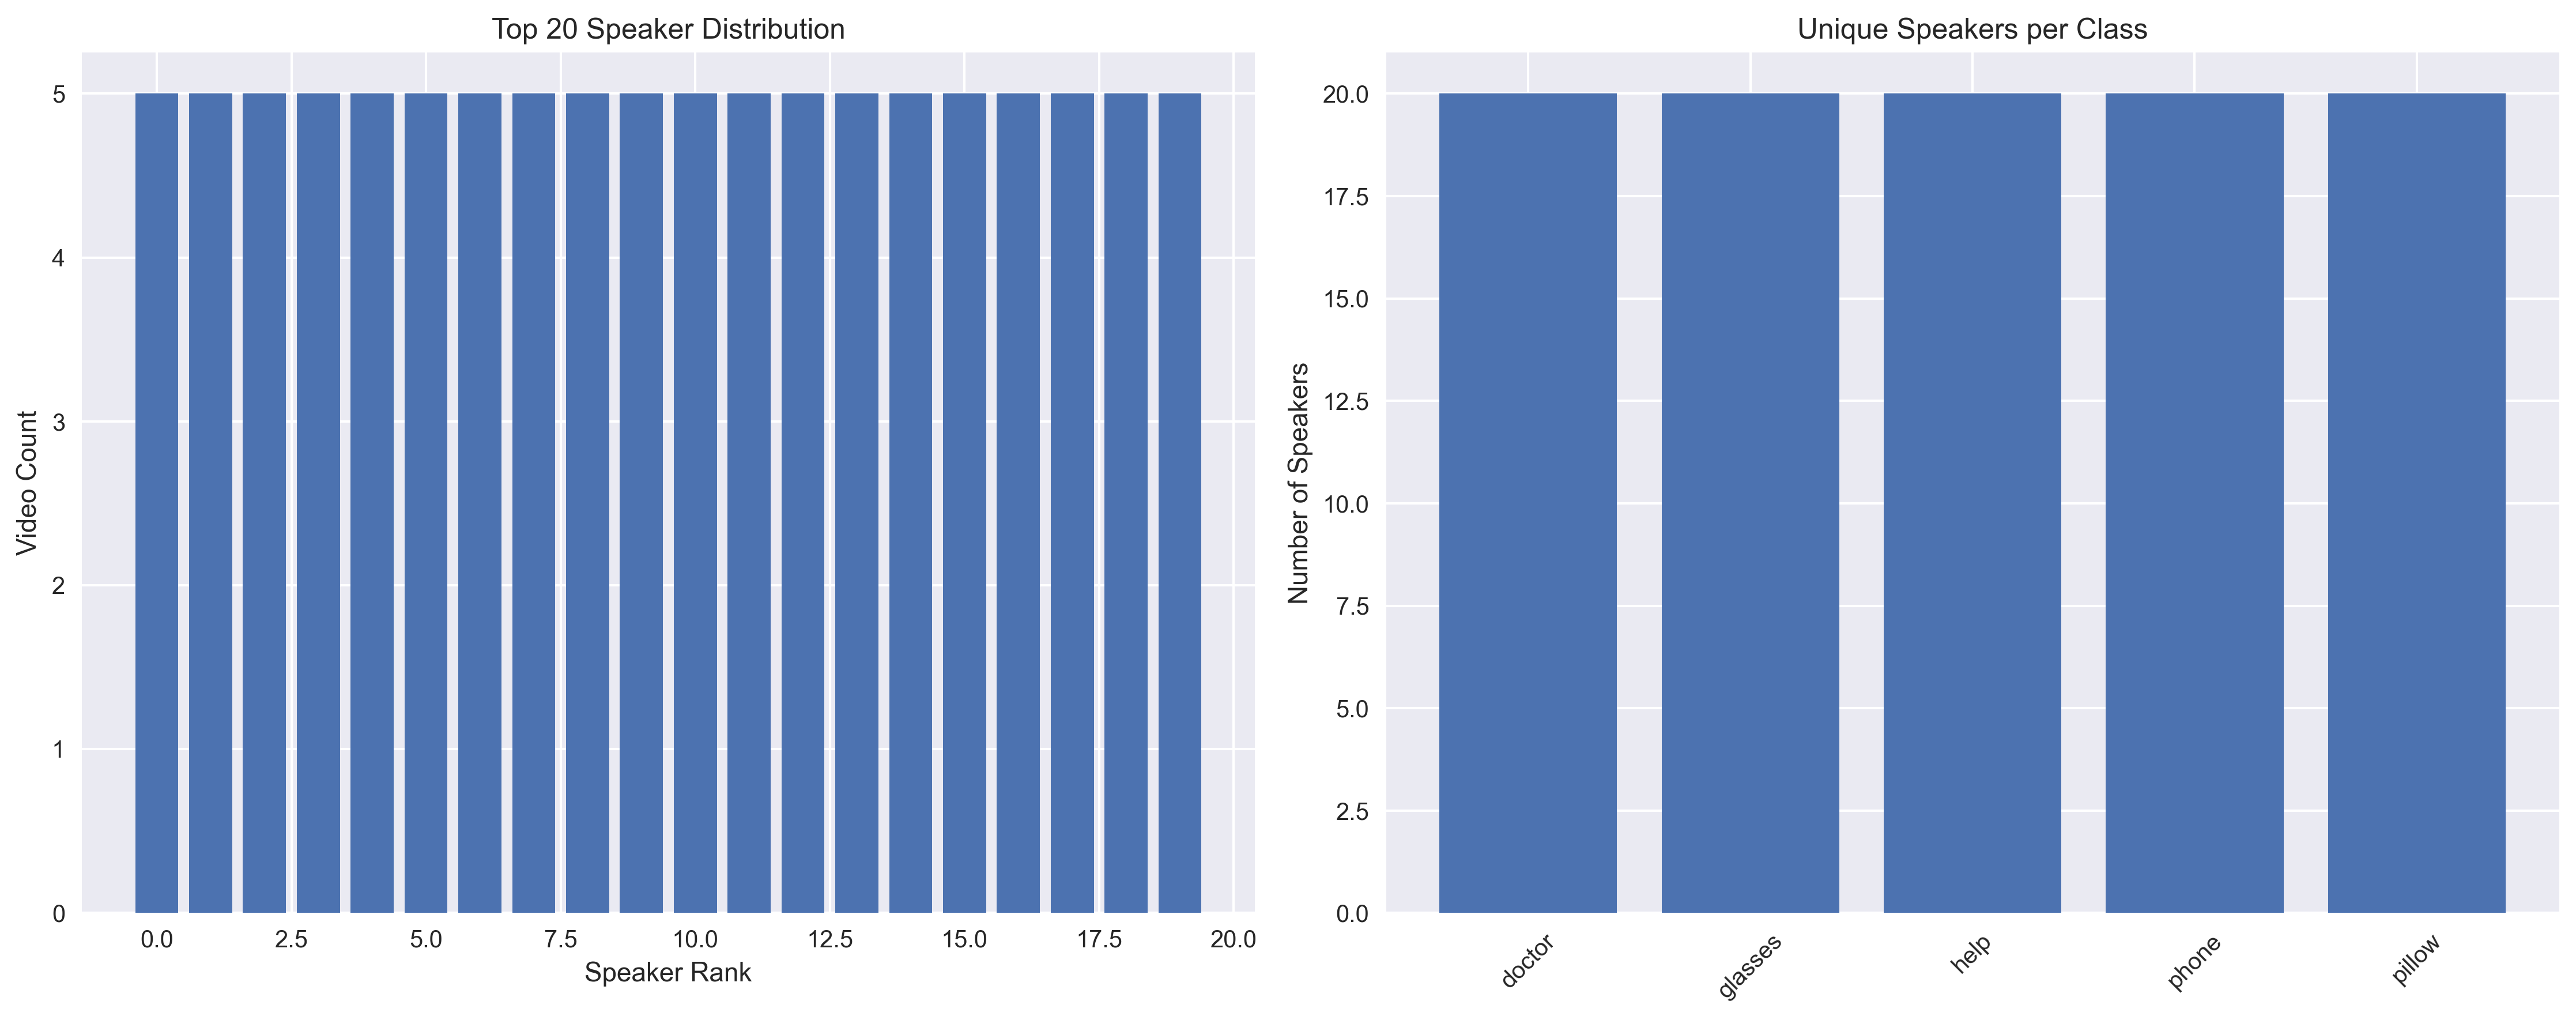 Top 20 Speaker Distribution
Video Count
5
4
3
2
1
0
0.0 2.5 5.0 7.5 10.0 12.5 15.0 17.5 20.0
Speaker Rank
Unique Speakers per Class
Number of Speakers
20.0
17.5
15.0
12.5
10.0
7.5
5.0
2.5
0.0
doctor glasses help phone pillow